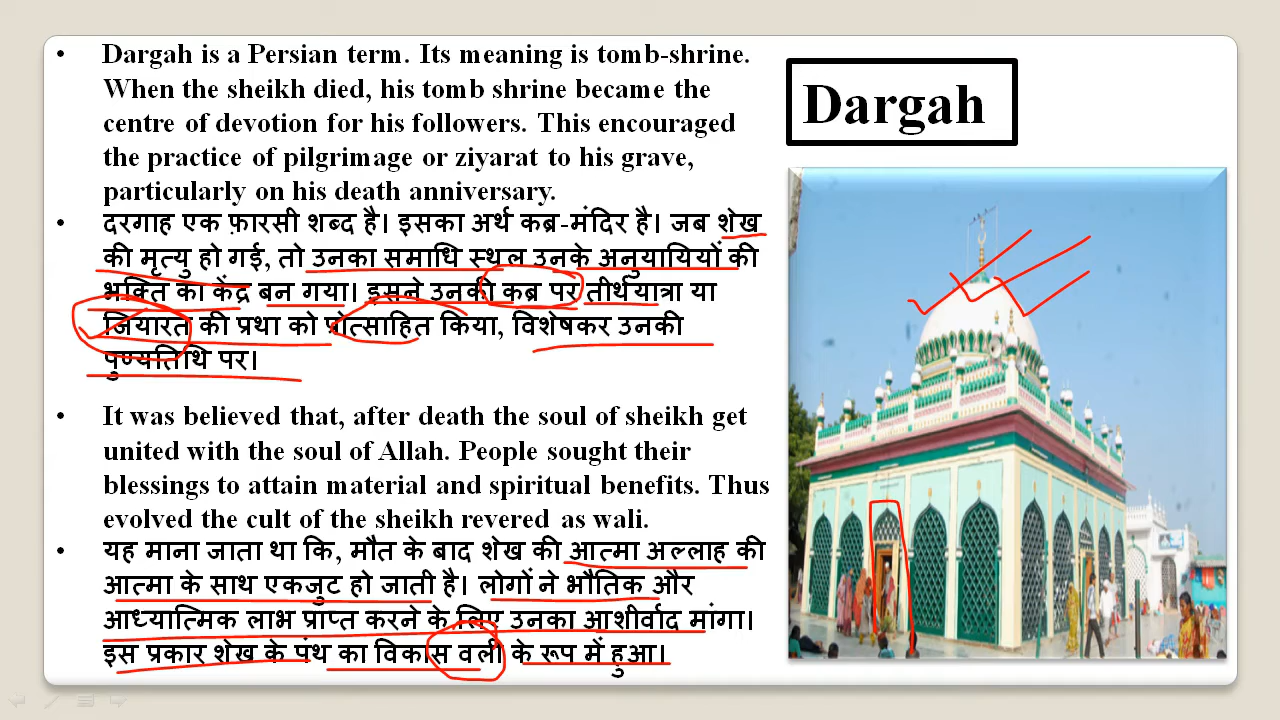 • Dargah is a Persian term. Its meaning is tomb-shrine.
When the sheikh died, his tomb shrine became the
centre of devotion for his followers. This encouraged
the practice of pilgrimage or ziyarat to his grave,
particularly on his death anniversary.
• दरगाह एक फ़ारसी शब्द है। इसका अर्थ कब्र-मंदिर है। जब शेख
की मृत्यु हो गई, तो उनका समाधि स्थल उनके अनुयायियों की
भक्ति का केंद्र बन गया। इसने उनकी कब्र पर तीर्थयात्रा या
जियारत की प्रथा को प्रोत्साहित किया, विशेषकर उनकी
पुण्यतिथि पर।
• It was believed that, after death the soul of sheikh get
united with the soul of Allah. People sought their
blessings to attain material and spiritual benefits. Thus
evolved the cult of the sheikh revered as wali.
• यह माना जाता था कि, मौत के बाद शेख की आत्मा अल्लाह की
आत्मा के साथ एकजुट हो जाती है। लोगों ने भौतिक और
आध्यात्मिक लाभ प्राप्त करने के लिए उनका आशीर्वाद मांगा।
इस प्रकार शेख के पंथ का विकास वली के रूप में हुआ।
Dargah